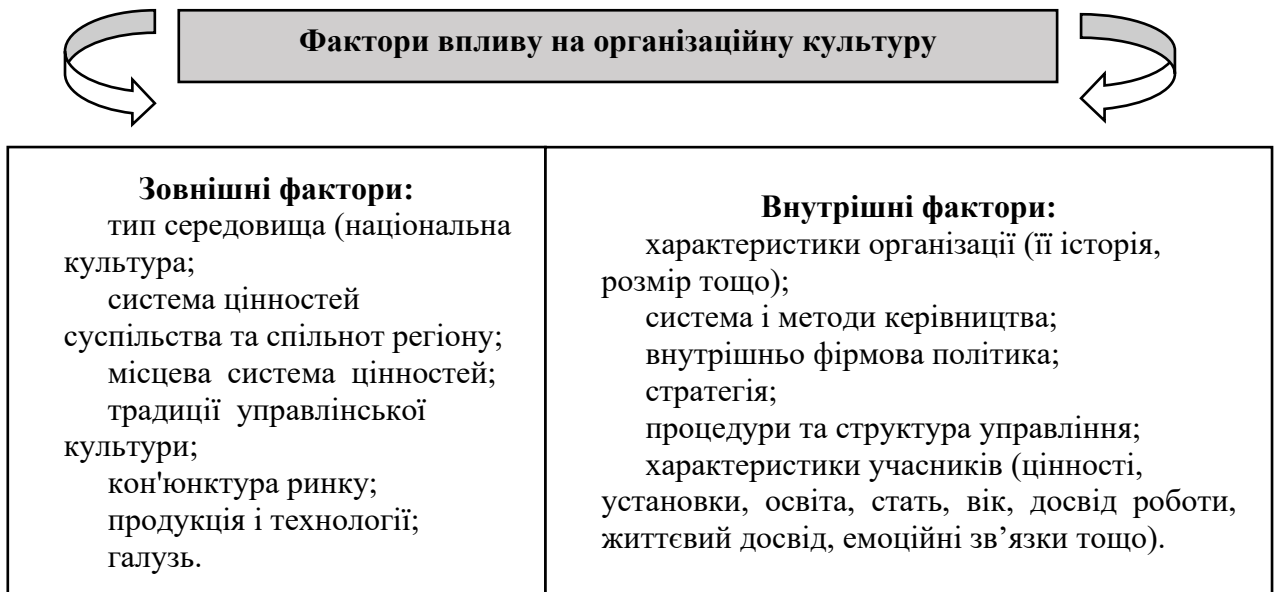 Фактори впливу на організаційну культуру
Зовнішні фактори:
тип середовища (національна
культура;
система цінностей
суспільства та спільнот регіону;
місцева система цінностей;
традиції управлінської
культури;
кон'юнктура ринку;
продукція і технології;
галузь.
Внутрішні фактори:
характеристики організації (її історія,
розмір тощо);
система і методи керівництва;
внутрішньо фірмова політика;
стратегія;
процедури та структура управління;
характеристики учасників (цінності,
установки, освіта, стать, вік, досвід роботи,
життєвий досвід, емоційні зв’язки тощо).